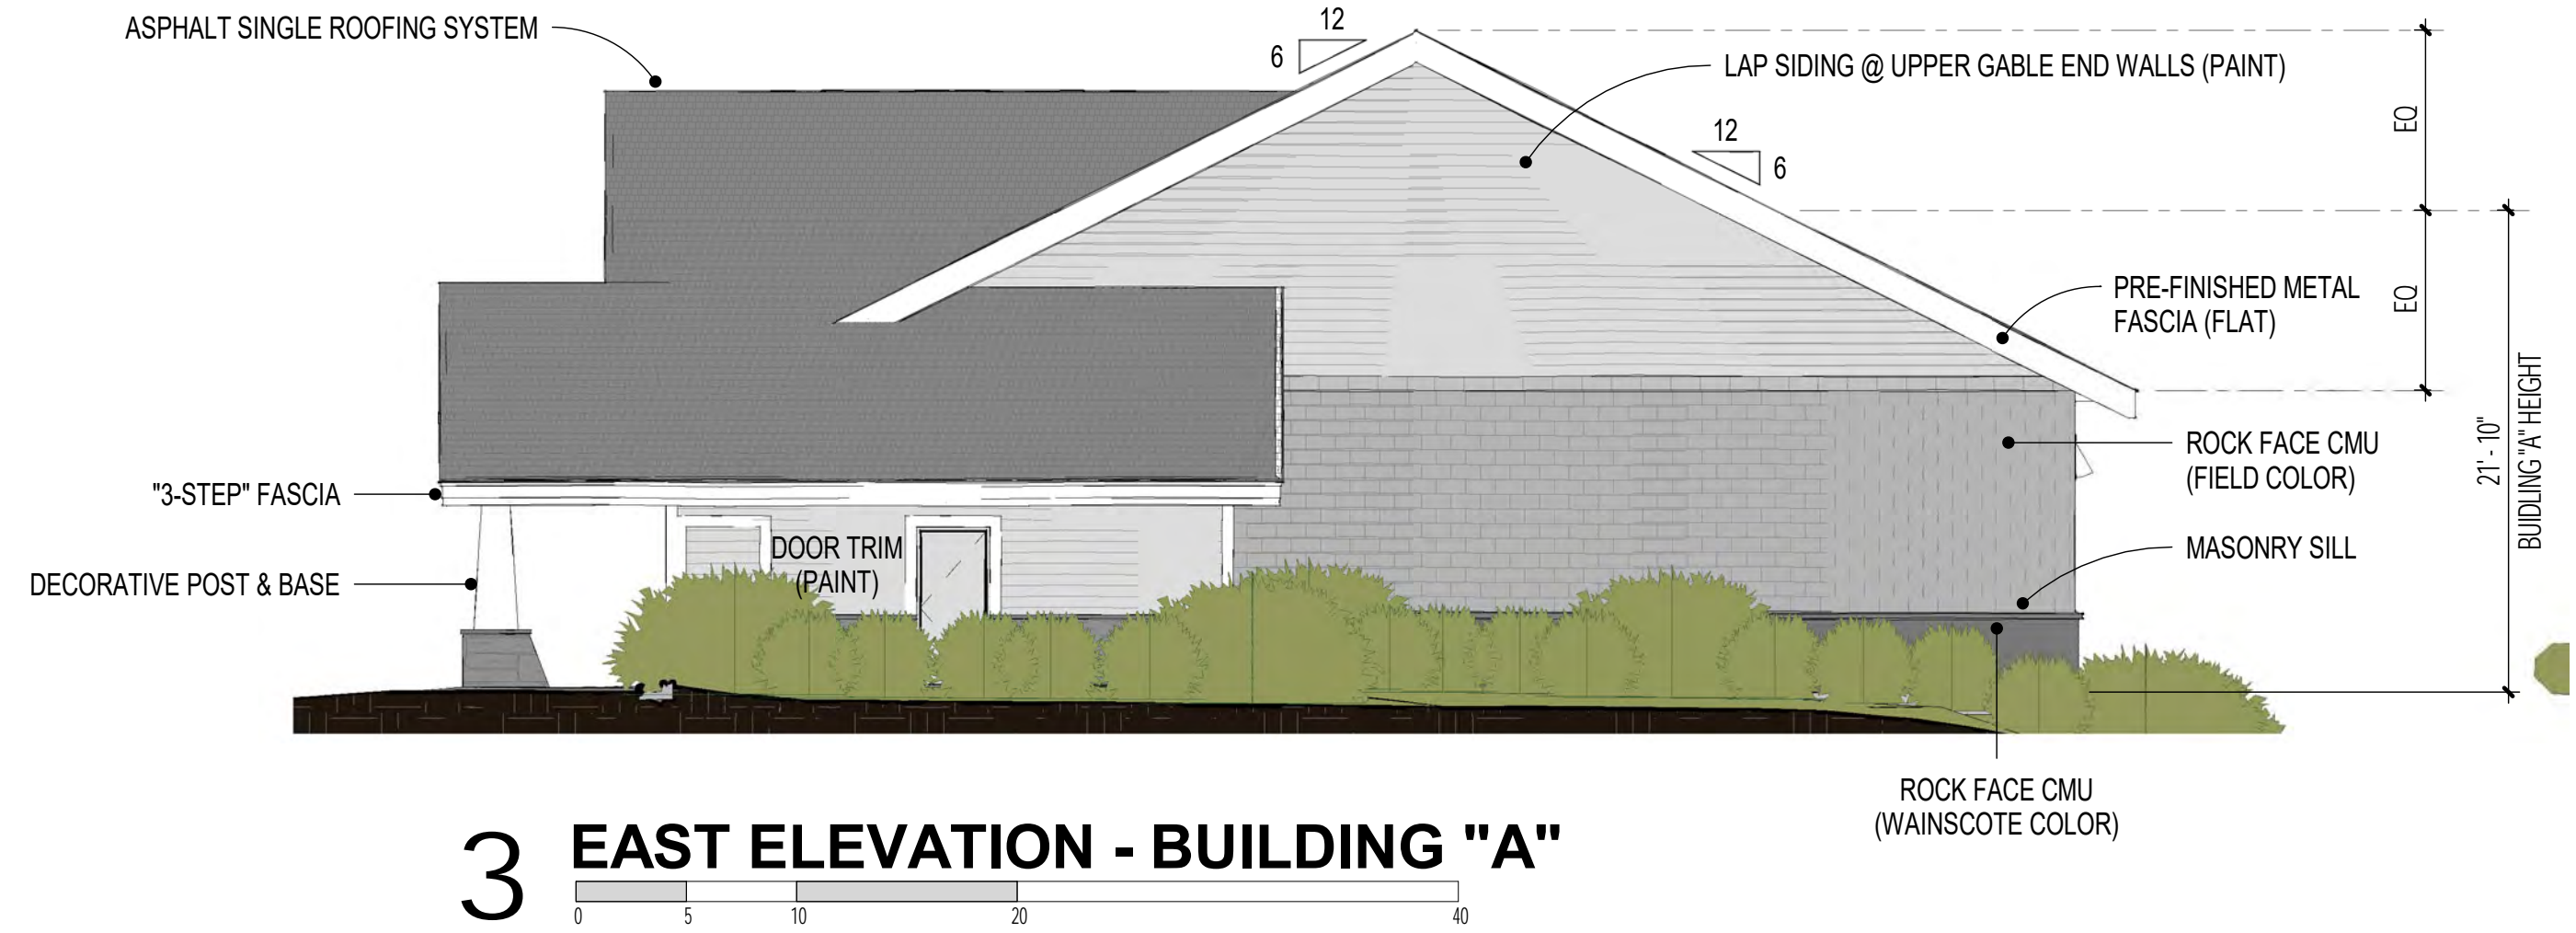 ASPHALT SINGLE ROOFING SYSTEM
12
6
LAP SIDING @ UPPER GABLE END WALLS (PAINT)
12
6
EQ
EQ
PRE-FINISHED METAL
FASCIA (FLAT)
21' - 10"
BUIDLING "A" HEIGHT
ROCK FACE CMU
(FIELD COLOR)
MASONRY SILL
"3-STEP" FASCIA
DECORATIVE POST & BASE
DOOR TRIM
(PAINT)
ROCK FACE CMU
(WAINSCOTE COLOR)
3 EAST ELEVATION - BUILDING "A"
0 5 10 20 40